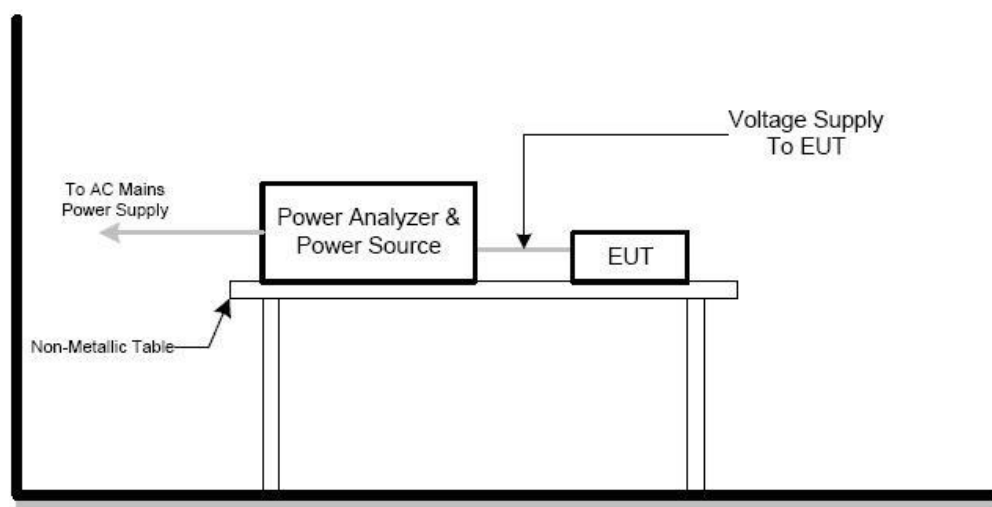 Voltage Supply
To EUT
To AC Mains
Power Supply
Power Analyzer &
Power Source
EUT
Non-Metallic Table